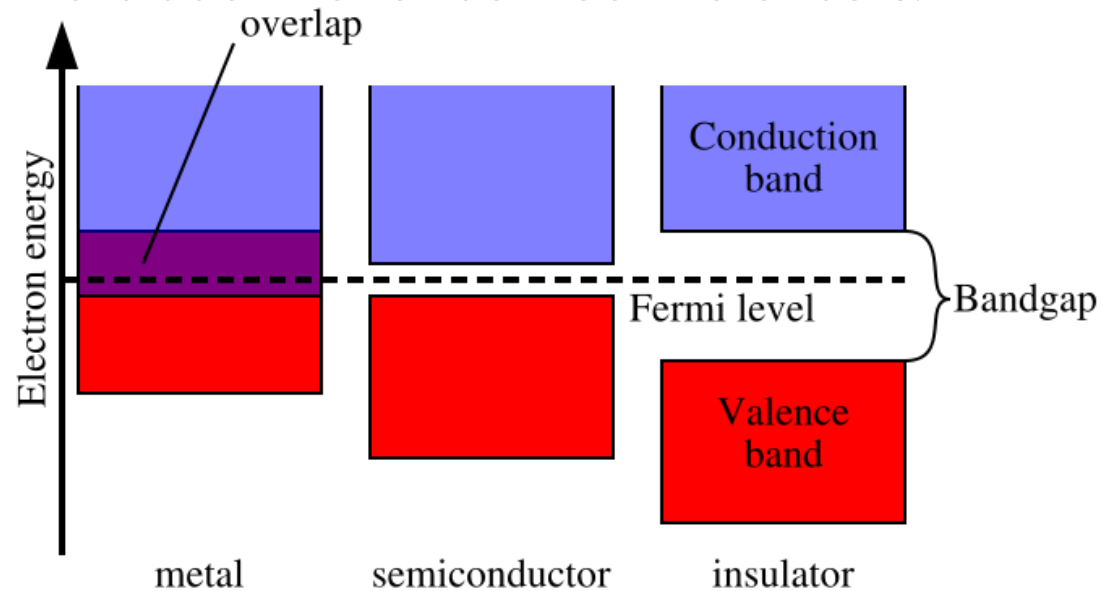 overlap
Conduction
band
Electron energy
Fermi level
Bandgap
Valence
band
metal
semiconductor
insulator